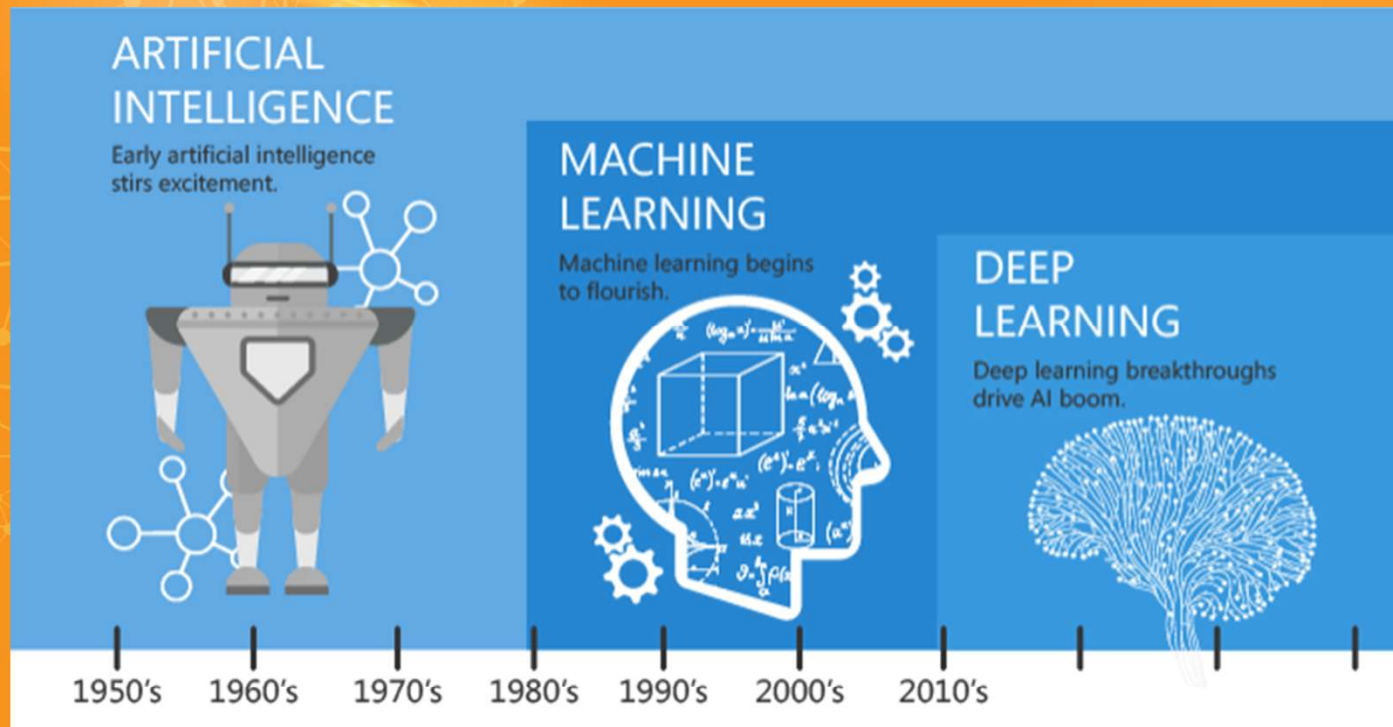 ARTIFICIAL
INTELLIGENCE
Early artificial intelligence
stirs excitement.
MACHINE
LEARNING
Machine learning begins
to flourish.
DEEP
LEARNING
Deep learning breakthroughs
drive AI boom.
1950's 1960's 1970's 1980's 1990's 2000's 2010's